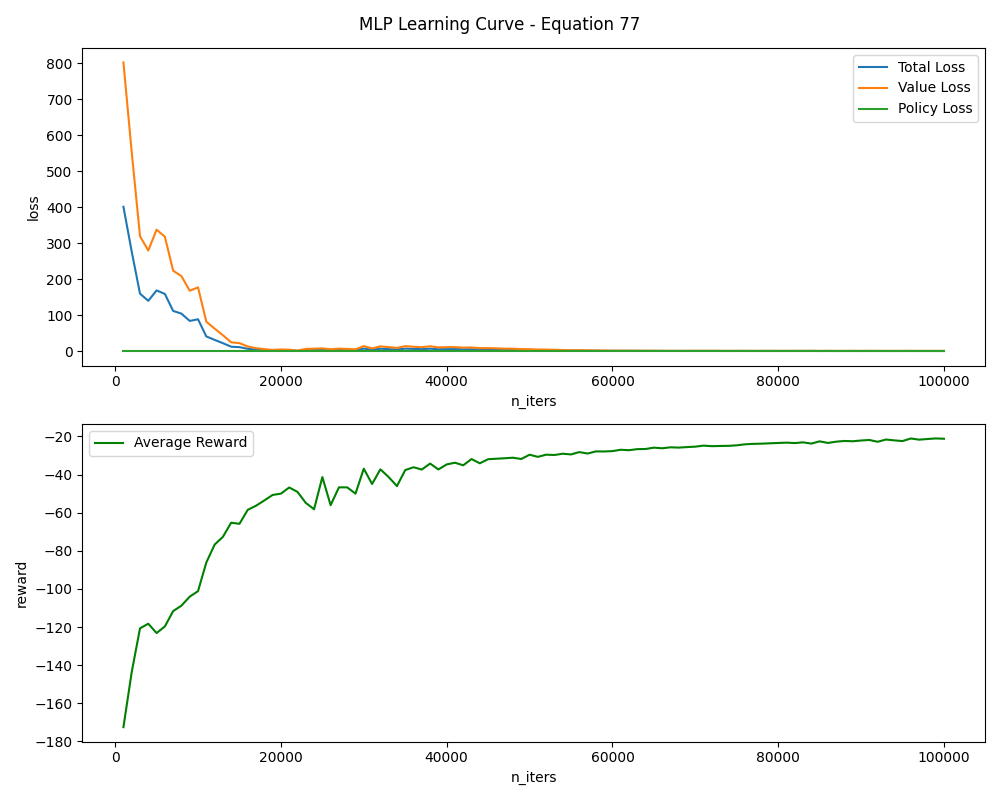 MLP Learning Curve - Equation 77
800
700
600
500
400
300
200
100
0
loss
Total Loss
Value Loss
Policy Loss
0 20000 40000 60000 80000 100000
n_iters
−20
−40
−60
−80
−100
−120
−140
−160
−180
reward
Average Reward
0 20000 40000 60000 80000 100000
n_iters